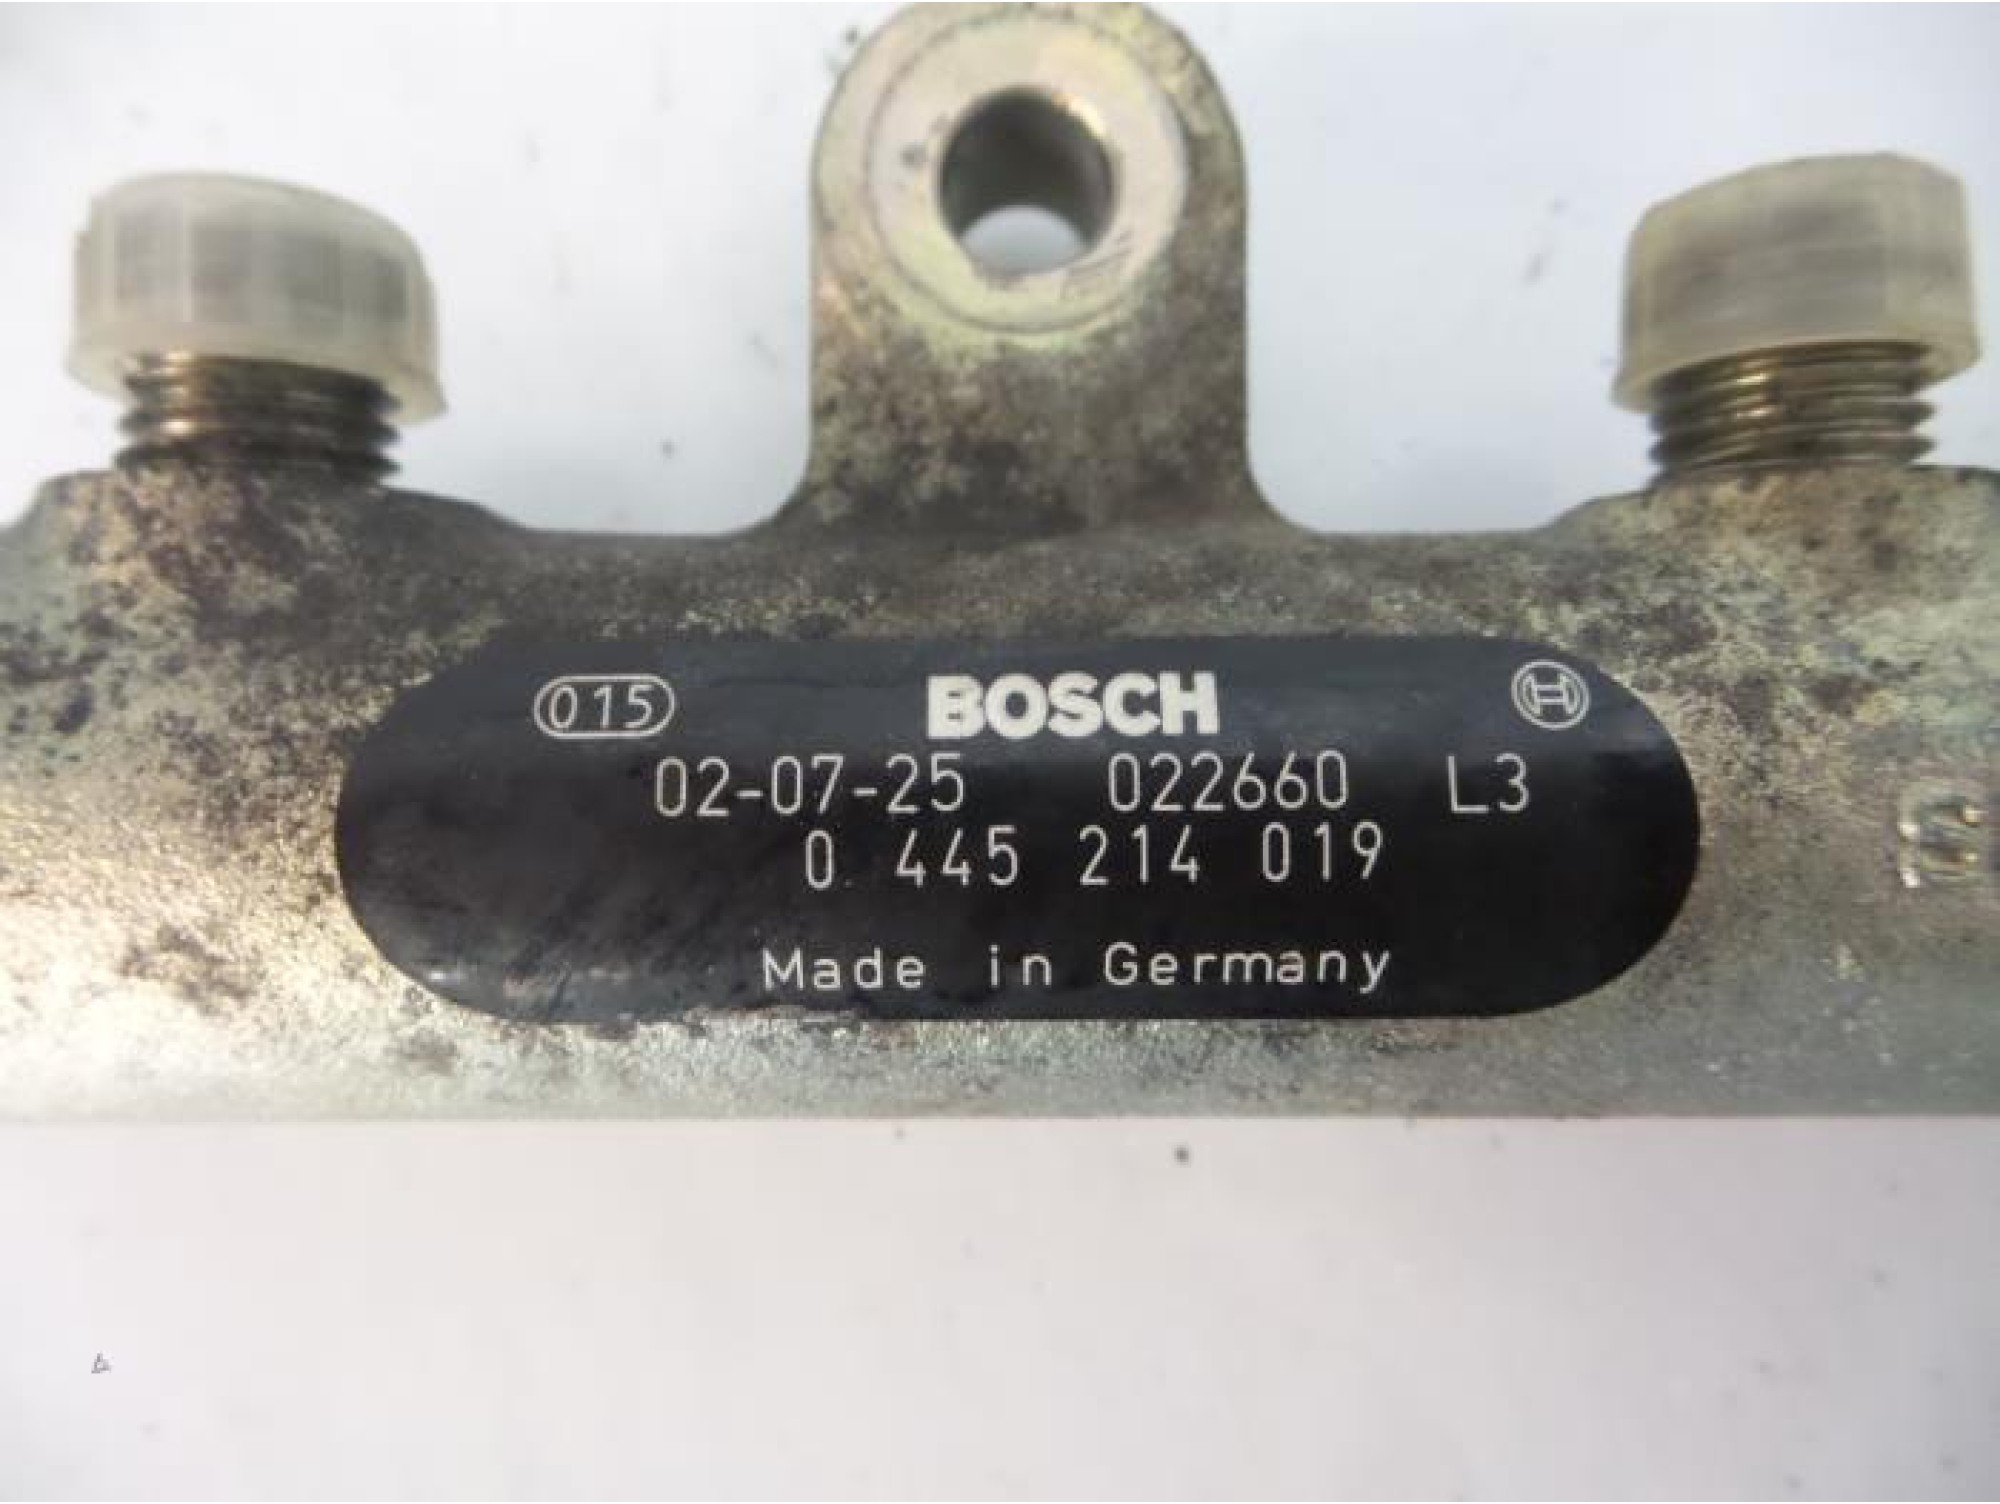 015 BOSCH
02-07-25 022660 L3
0 445 214 019
Made in Germany